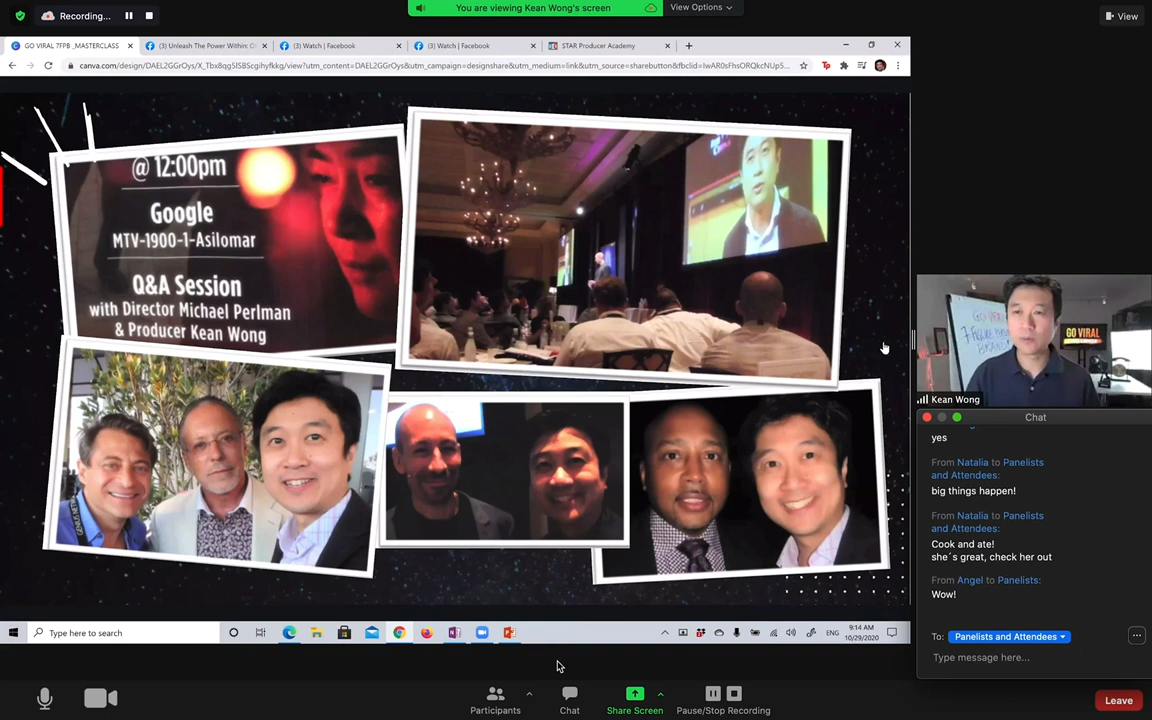 Recording...
You are viewing Kean Wong's screen
View Options
View
GO VIRAL 7FPB _MASTERCLASS
(3) Unleash The Power Within: O
(3) Watch | Facebook
(3) Watch | Facebook
STAR Producer Academy
@ 12:00pm
Google
MTV-1900-1-Asilomar
Q&A Session
with Director Michael Perlman
& Producer Kean Wong
GO VIRAL
Kean Wong
Chat
yes
From Natalia to Panelists
and Attendees:
big things happen!
From Natalia to Panelists
and Attendees:
Cook and ate!
she´s great, check her out
From Angel to Panelists:
Wow!
To: Panelists and Attendees
Type message here...
Type here to search
ENG
9:14 AM
10/29/2020
Participants
Chat
Share Screen
Pause/Stop Recording
Leave